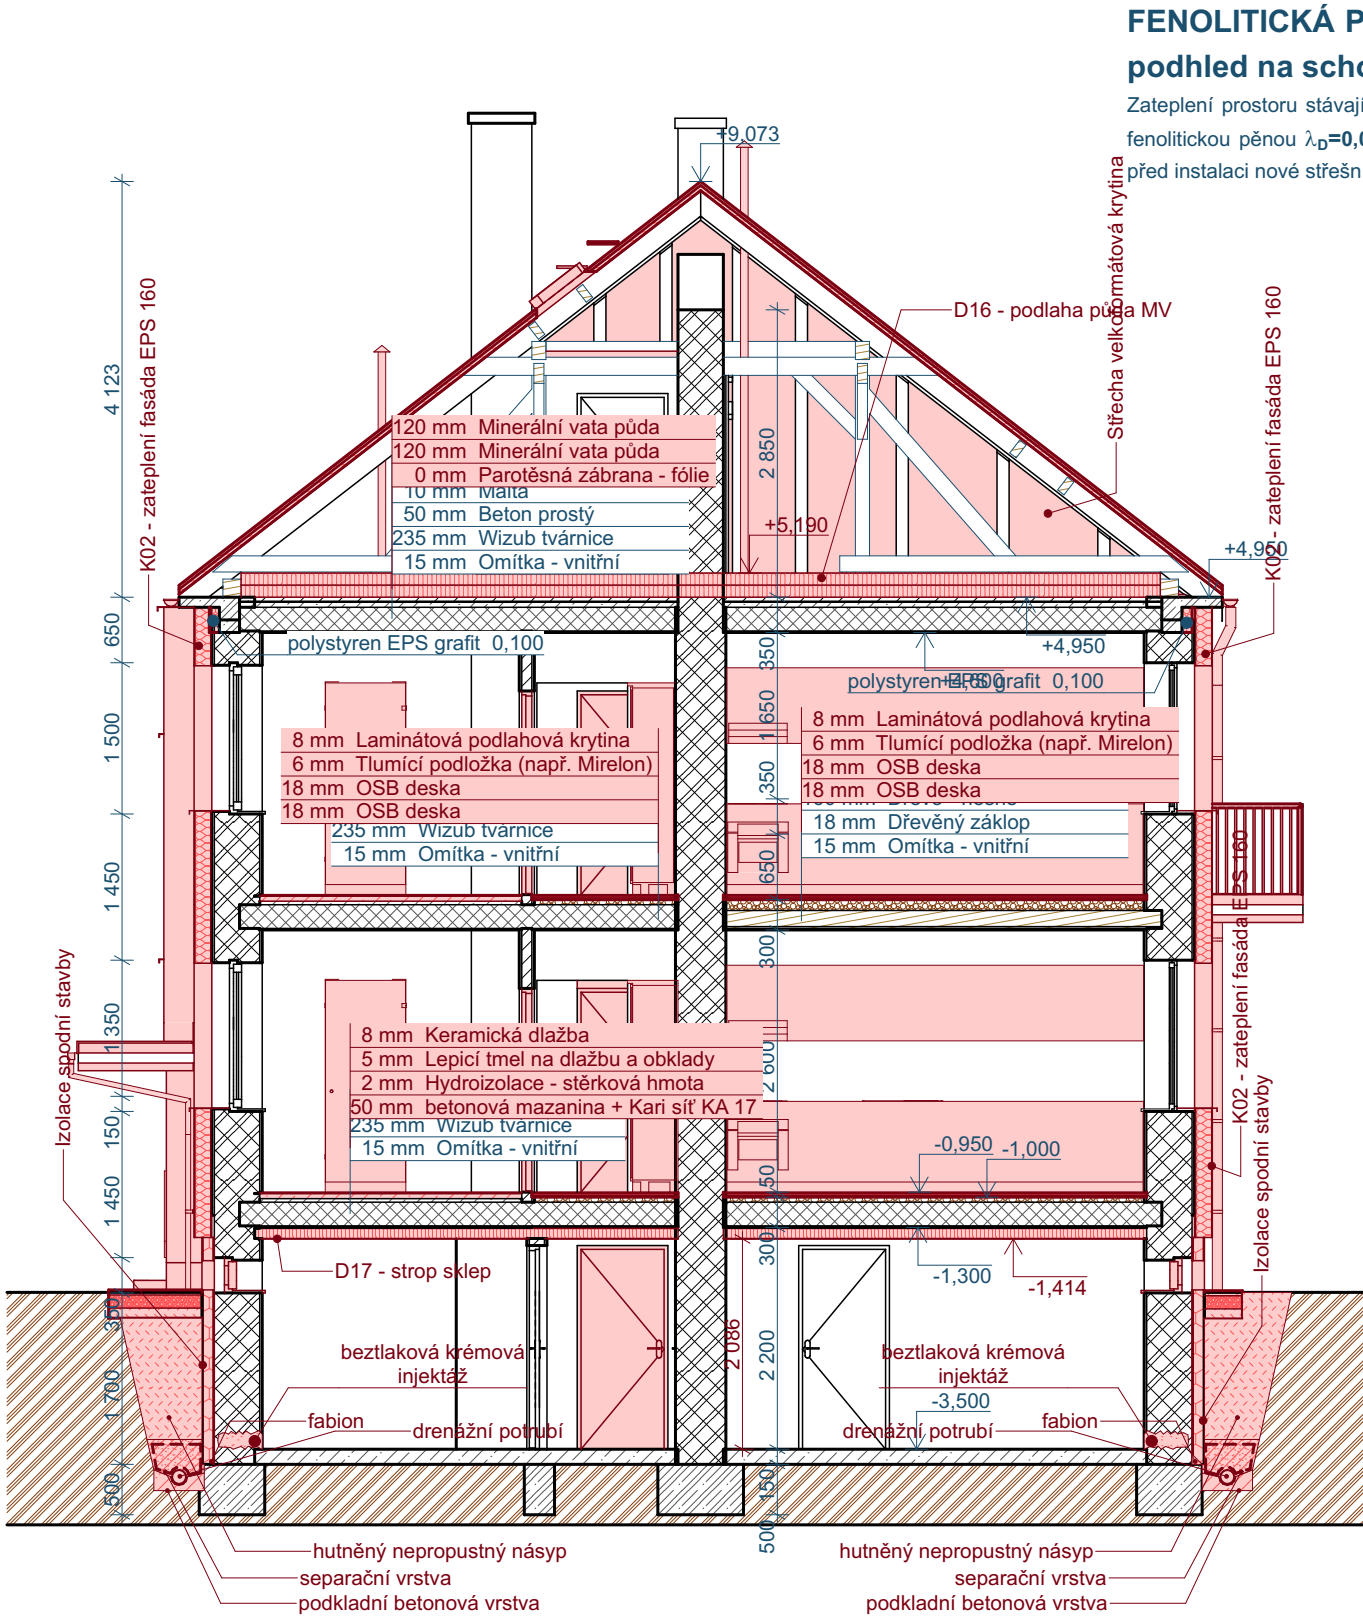 FENOLITICKÁ P
podhled na scho
Zateplení prostoru stávají
fenolitickou pěnou λD=0,0
před instalaci nové střešn
+9,073
Střecha velkoformátová krytina
D16 - podlaha půda MV
K02 - zateplení fasáda EPS 160
K02 - zateplení fasáda EPS 160
4 123
120 mm Minerální vata půda
120 mm Minerální vata půda
0 mm Parotěsná zábrana - fólie
10 mm Malta
50 mm Beton prostý
235 mm Wizub tvárnice
15 mm Omítka - vnitřní
2 850
+5,190
+4,950
650
polystyren EPS grafit 0,100
350
+4,950
+4,600
polystyren EPS grafit 0,100
1 500
1 650
8 mm Laminátová podlahová krytina
6 mm Tlumící podložka (např. Mirelon)
18 mm OSB deska
18 mm OSB deska
235 mm Wizub tvárnice
15 mm Omítka - vnitřní
8 mm Laminátová podlahová krytina
6 mm Tlumící podložka (např. Mirelon)
18 mm OSB deska
18 mm OSB deska
18 mm Dřevěný záklop
15 mm Omítka - vnitřní
350
650
1 450
300
Izolace spodní stavby
K02 - zateplení fasáda EPS 160
1 350
8 mm Keramická dlažba
5 mm Lepicí tmel na dlažbu a obklady
2 mm Hydroizolace - stěrková hmota
50 mm betonová mazanina + Kari síť KA 17
235 mm Wizub tvárnice
15 mm Omítka - vnitřní
2 600
150
-0,950
-1,000
50
1 450
Izolace spodní stavby
300
D17 - strop sklep
-1,300
-1,414
350
2 086
2 200
1 700
beztlaková krémová
injektáž
beztlaková krémová
injektáž
-3,500
fabion
drenážní potrubí
drenážní potrubí
fabion
500
150
500
hutněný nepropustný násyp
separační vrstva
podkladní betonová vrstva
hutněný nepropustný násyp
separační vrstva
podkladní betonová vrstva